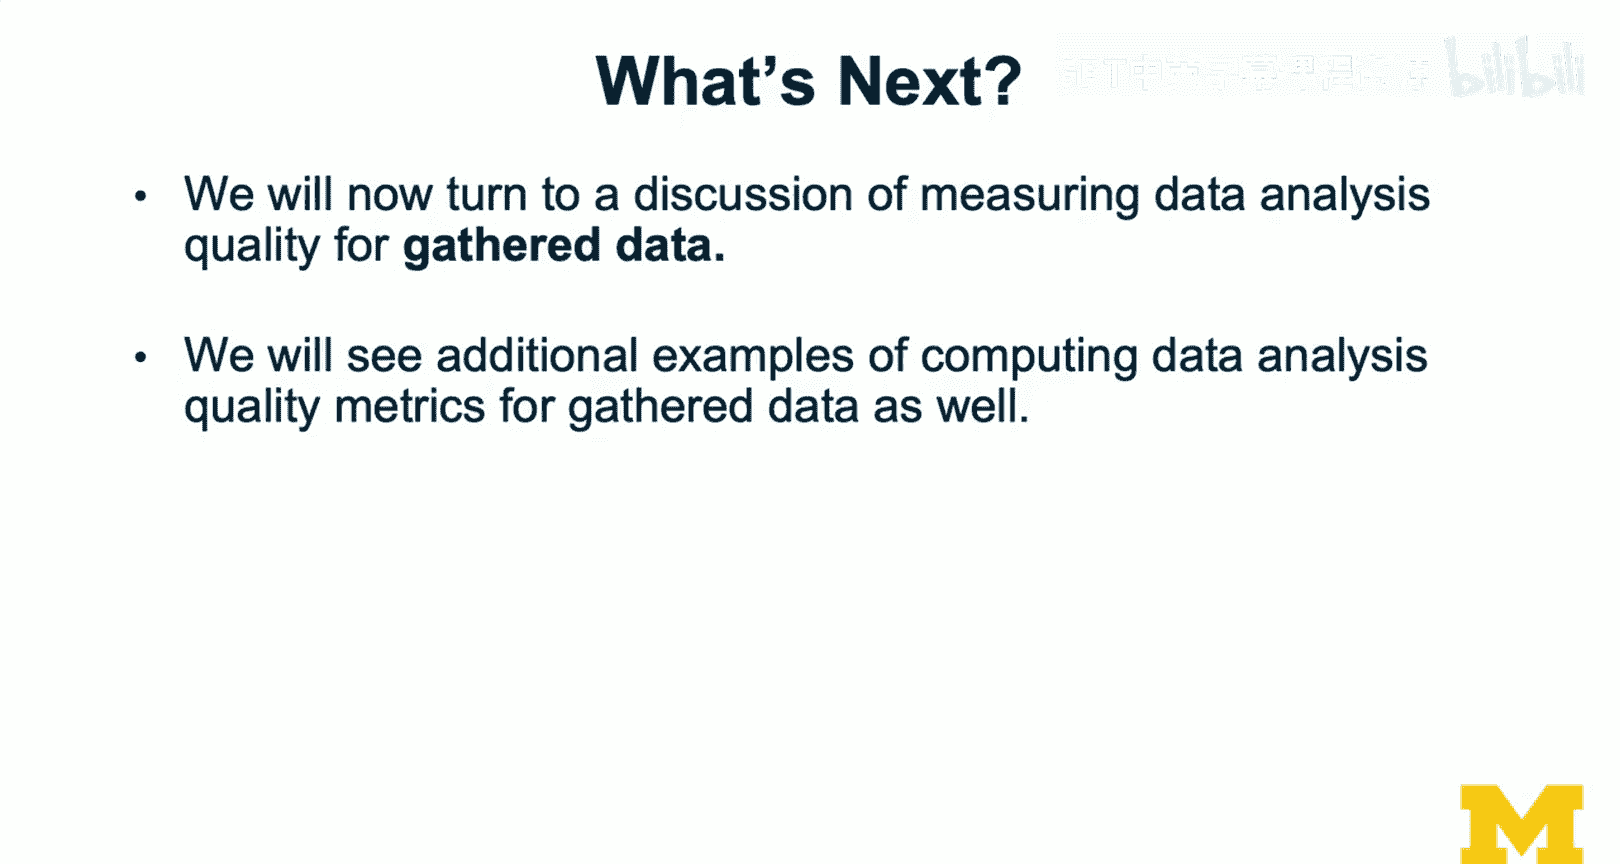 What's Next?
bilibili
• We will now turn to a discussion of measuring data analysis
quality for gathered data.
• We will see additional examples of computing data analysis
quality metrics for gathered data as well.
M